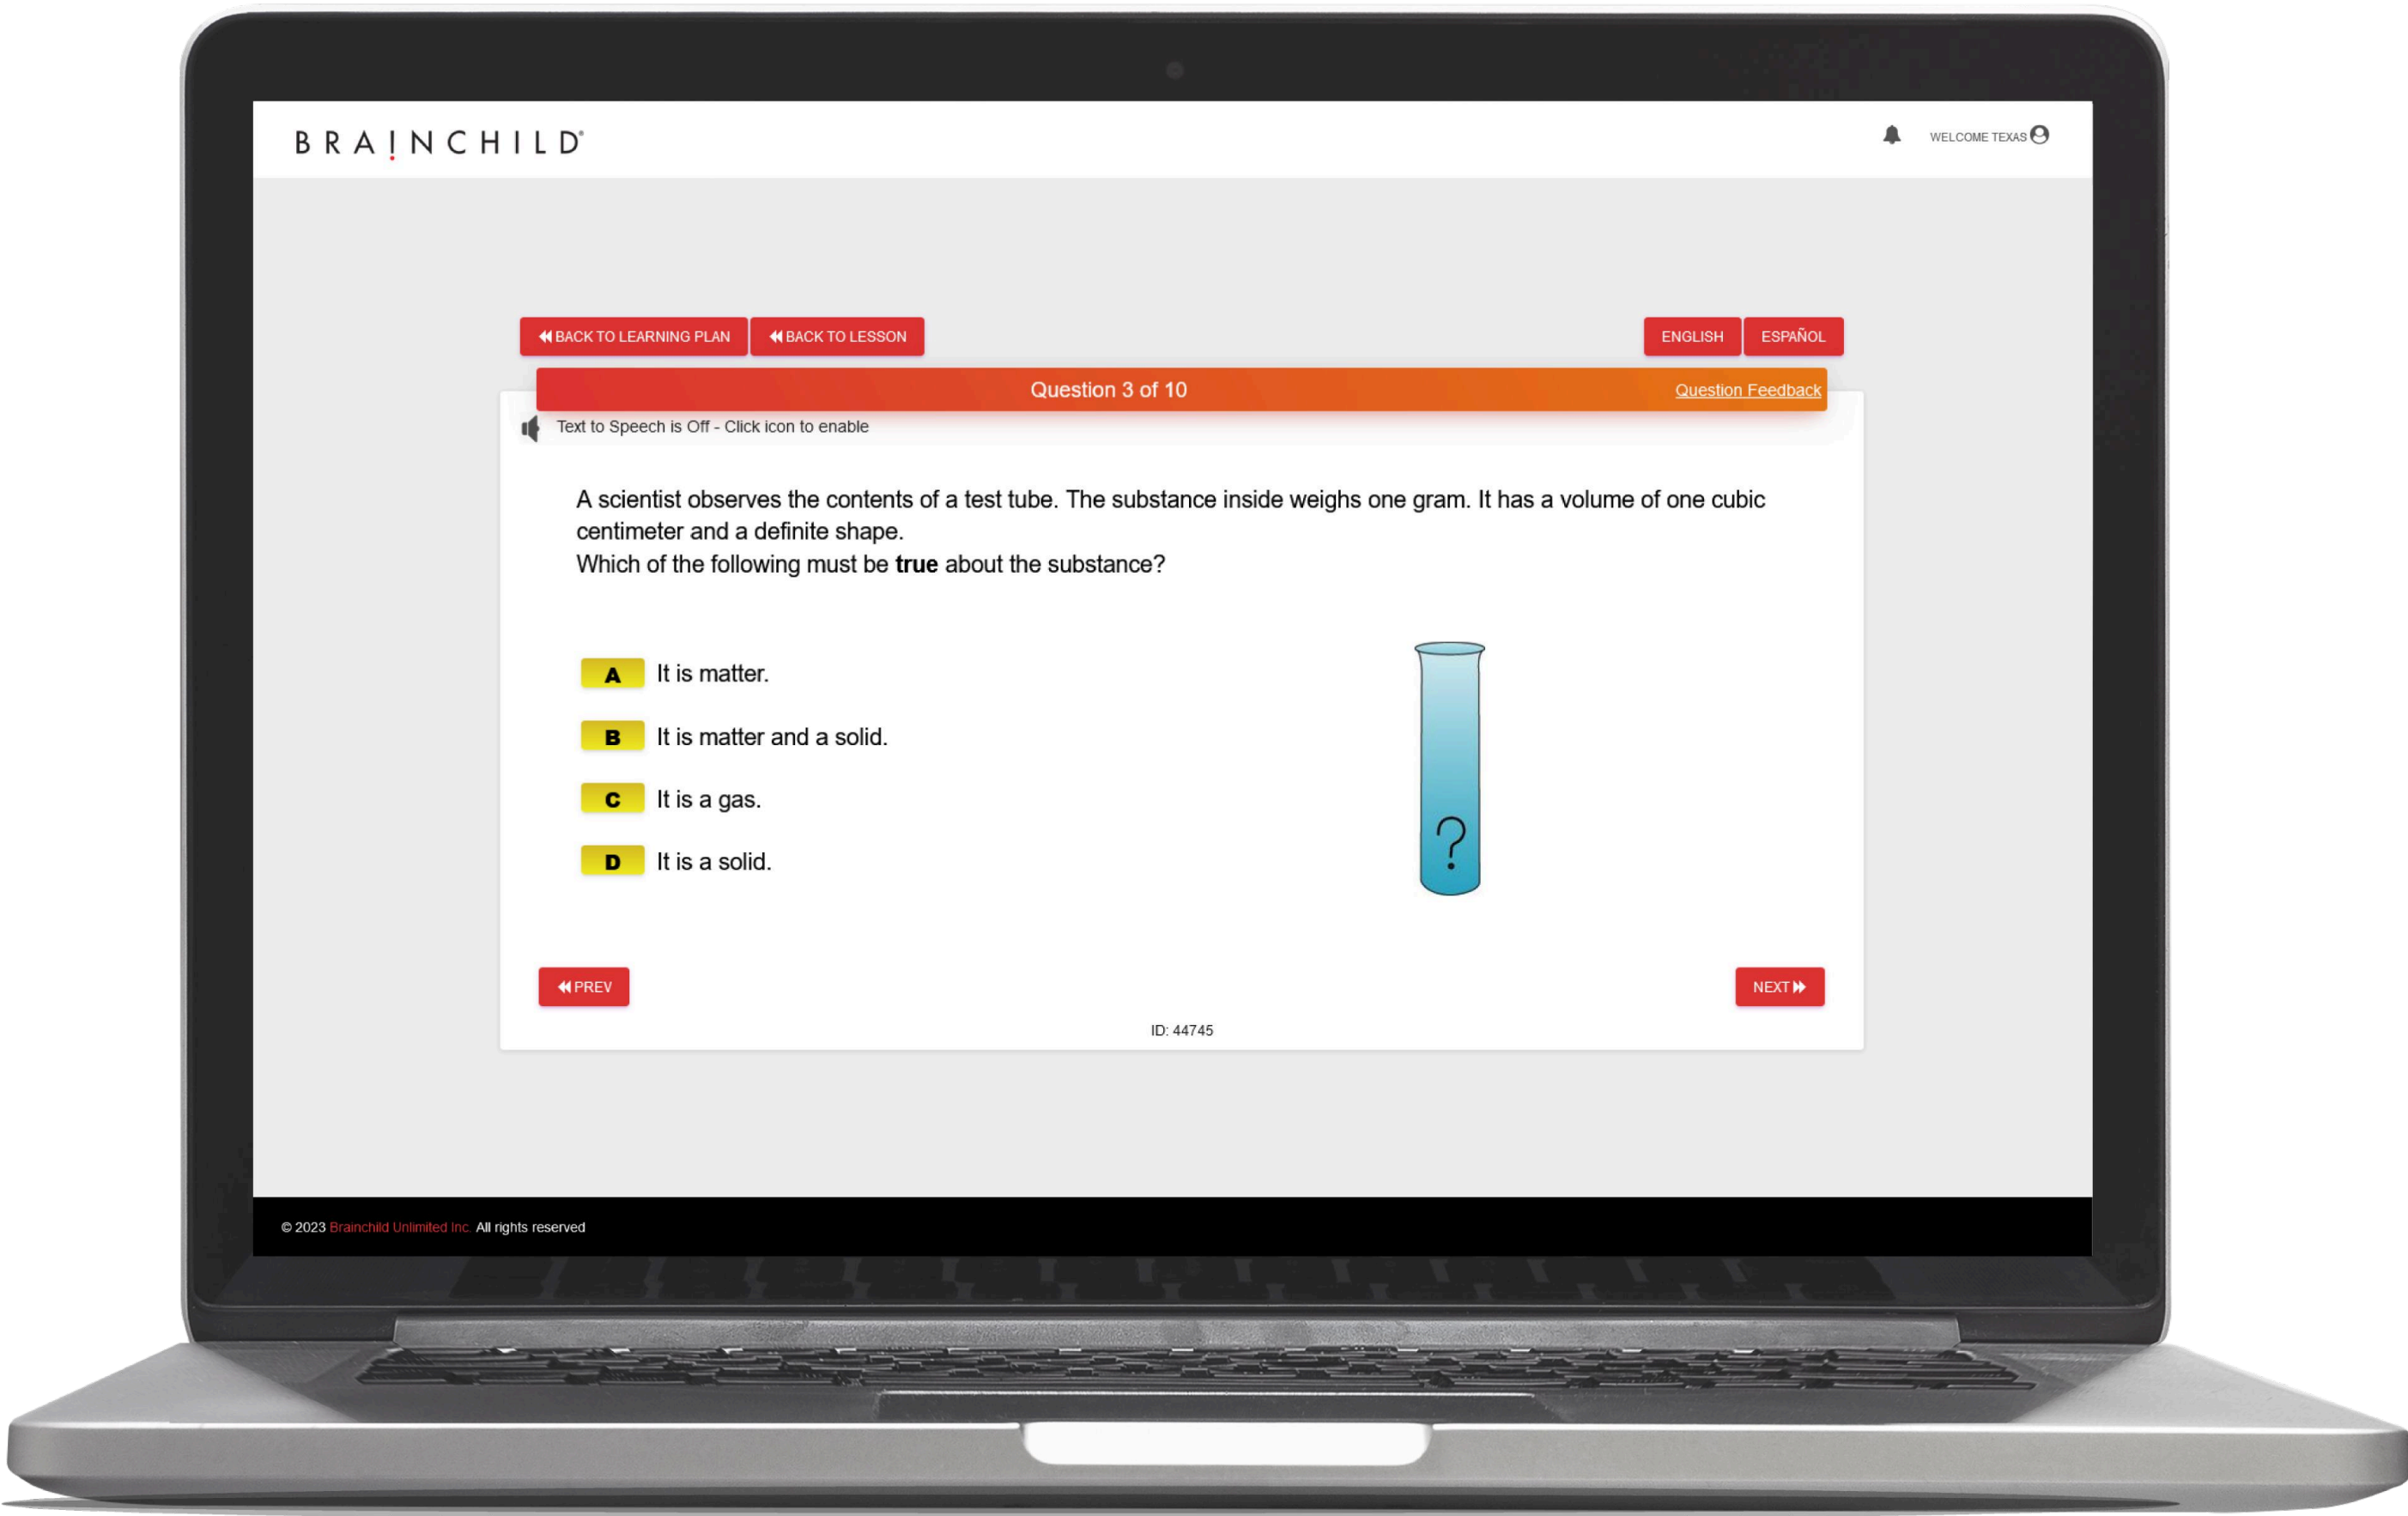 BRA!NCHILD®
WELCOME TEXAS
BACK TO LEARNING PLAN
BACK TO LESSON
ENGLISH
ESPAÑOL
Question 3 of 10
Question Feedback
Text to Speech is Off - Click icon to enable
A scientist observes the contents of a test tube. The substance inside weighs one gram. It has a volume of one cubic
centimeter and a definite shape.
Which of the following must be true about the substance?
A It is matter.
B It is matter and a solid.
C It is a gas.
D It is a solid.
?
PREV
NEXT
ID: 44745
© 2023 Brainchild Unlimited Inc. All rights reserved